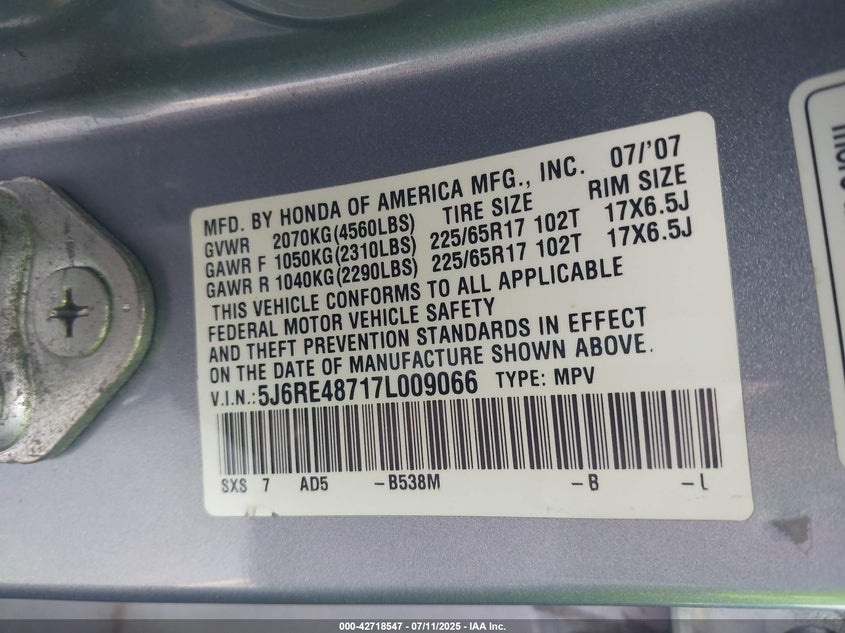 MFD. BY HONDA OF AMERICA MFG., INC. 07/'07
GVWR 2070KG(4560LBS) TIRE SIZE RIM SIZE
GAWR F 1050KG(2310LBS) 225/65R17 102T 17X6.5J
GAWR R 1040KG(2290LBS) 225/65R17 102T 17X6.5J
THIS VEHICLE CONFORMS TO ALL APPLICABLE
FEDERAL MOTOR VEHICLE SAFETY
AND THEFT PREVENTION STANDARDS IN EFFECT
ON THE DATE OF MANUFACTURE SHOWN ABOVE.
V.I.N.: 5J6RE48717L009066 TYPE: MPV
SXS 7 AD5 -B538M -B -L
000-42718547 - 07/11/2025 - IAA Inc.